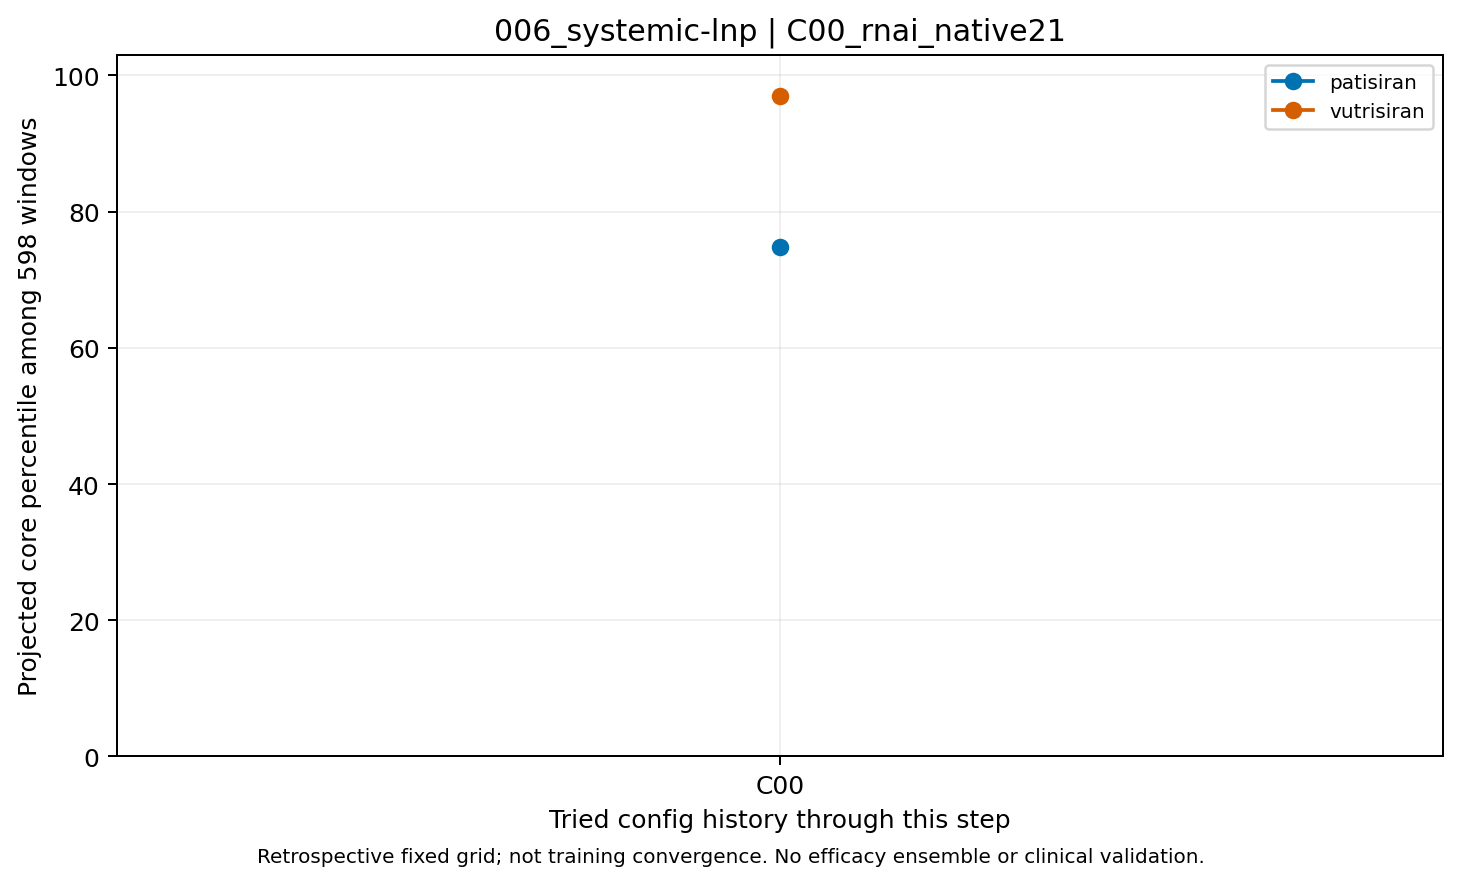 006_systemic-lnp | C00_rnai_native21
patisiran
vutrisiran
Projected core percentile among 598 windows
100
80
60
40
20
0
C00
Tried config history through this step
Retrospective fixed grid; not training convergence. No efficacy ensemble or clinical validation.